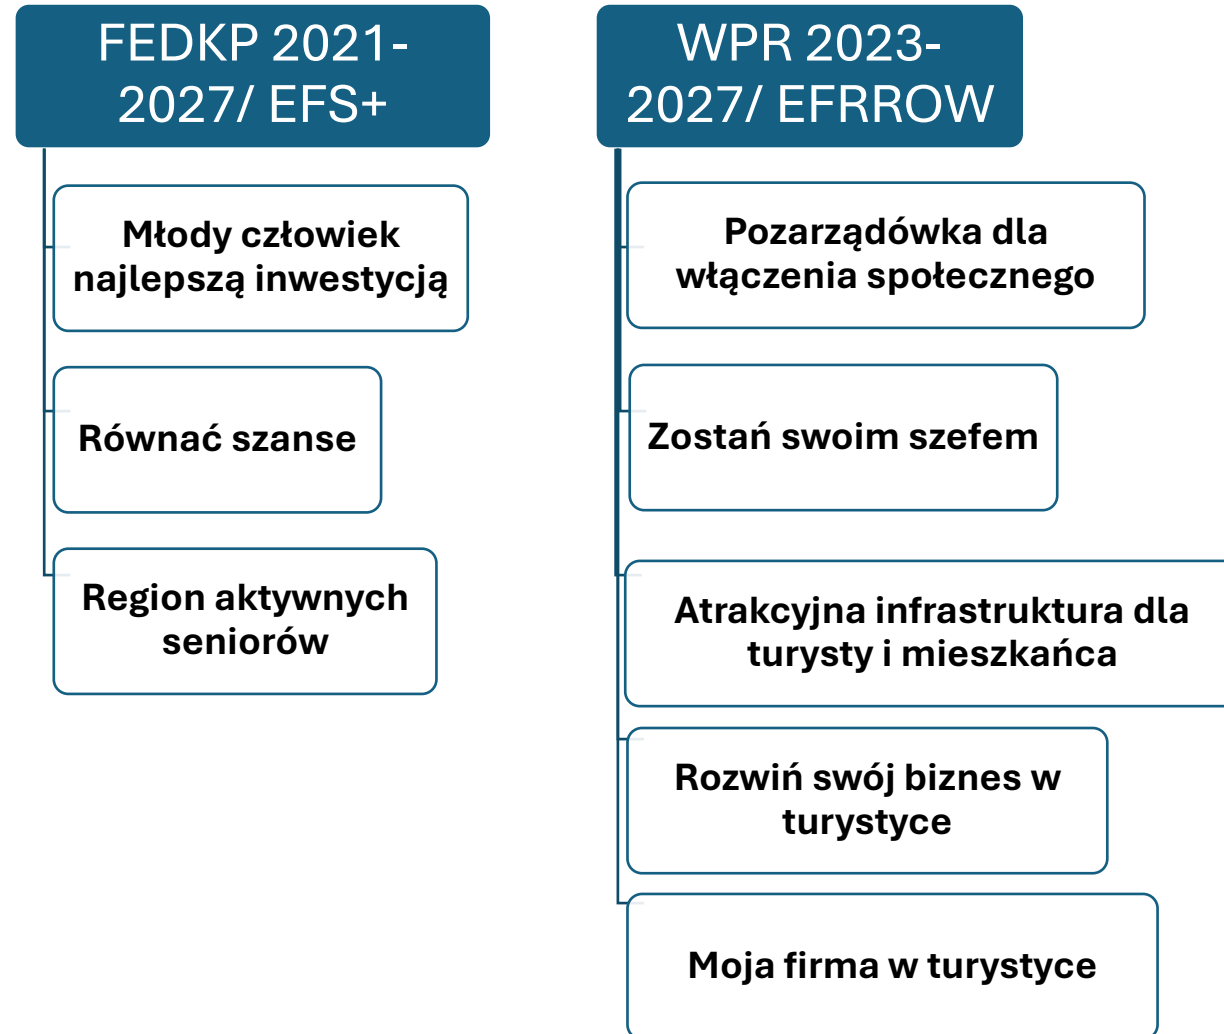 FEDKP 2021-
2027/ EFS+
Młody człowiek
najlepszą inwestycją
Równać szanse
Region aktywnych
seniorów
WPR 2023-
2027/ EFRROW
Pozarządówka dla
włączenia społecznego
Zostań swoim szefem
Atrakcyjna infrastruktura dla
turysty i mieszkańca
Rozwiń swój biznes w
turystyce
Moja firma w turystyce